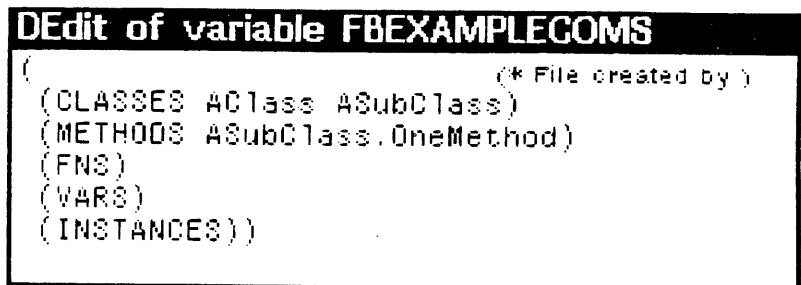 DEdit of variable FBEXAMPLECOMS
( (* File created by )
(CLASSES AClass ASubClass)
(METHODS ASubClass.OneMethod)
(FNS)
(VARS)
(INSTANCES))